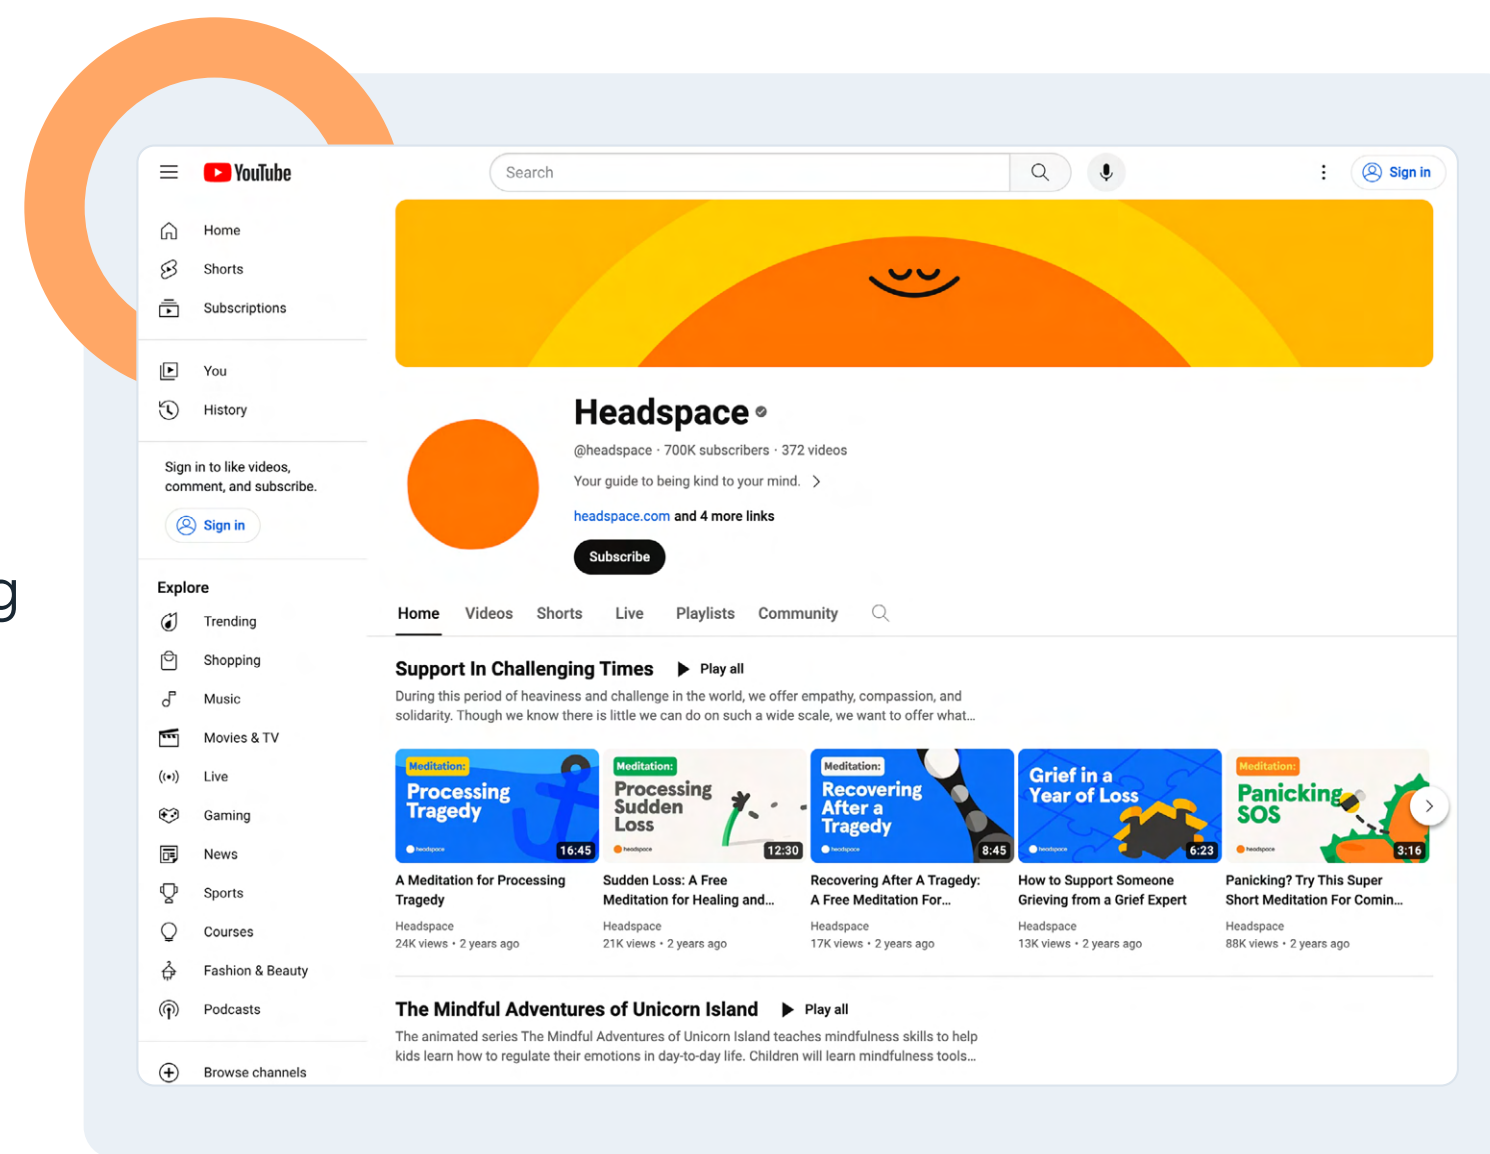 YouTube
Search
Sign in
Home
Shorts
Subscriptions
You
History
Sign in to like videos,
comment, and subscribe.
Sign in
Explore
Trending
Shopping
Music
Movies & TV
Live
Gaming
News
Sports
Courses
Fashion & Beauty
Podcasts
Browse channels
g
Headspace
@headspace · 700K subscribers · 372 videos
Your guide to being kind to your mind.
headspace.com and 4 more links
Subscribe
Home Videos Shorts Live Playlists Community
Support In Challenging Times Play all
During this period of heaviness and challenge in the world, we offer empathy, compassion, and
solidarity. Though we know there is little we can do on such a wide scale, we want to offer what...
Meditation:
Processing
Tragedy
headspace
16:45
A Meditation for Processing
Tragedy
Headspace
24K views • 2 years ago
Meditation:
Processing
Sudden
Loss
headspace
12:30
Sudden Loss: A Free
Meditation for Healing and...
Headspace
21K views • 2 years ago
Meditation:
Recovering
After a
Tragedy
headspace
8:45
Recovering After A Tragedy:
A Free Meditation For...
Headspace
17K views • 2 years ago
Grief in a
Year of Loss
headspace
6:23
How to Support Someone
Grieving from a Grief Expert
Headspace
13K views • 2 years ago
Meditation:
Panicking
SOS
headspace
3:16
Panicking? Try This Super
Short Meditation For Comin...
Headspace
88K views • 2 years ago
The Mindful Adventures of Unicorn Island Play all
The animated series The Mindful Adventures of Unicorn Island teaches mindfulness skills to help
kids learn how to regulate their emotions in day-to-day life. Children will learn mindfulness tools...